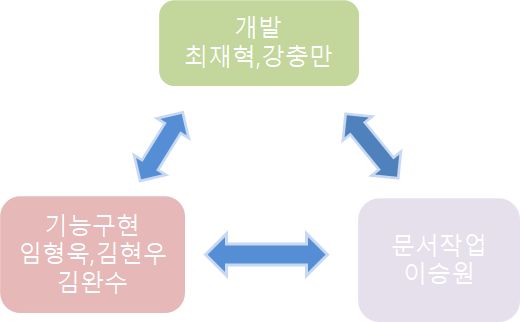 개발
최재혁,강충만
기능구현
임형욱,김현우
김완수
문서작업
이승원